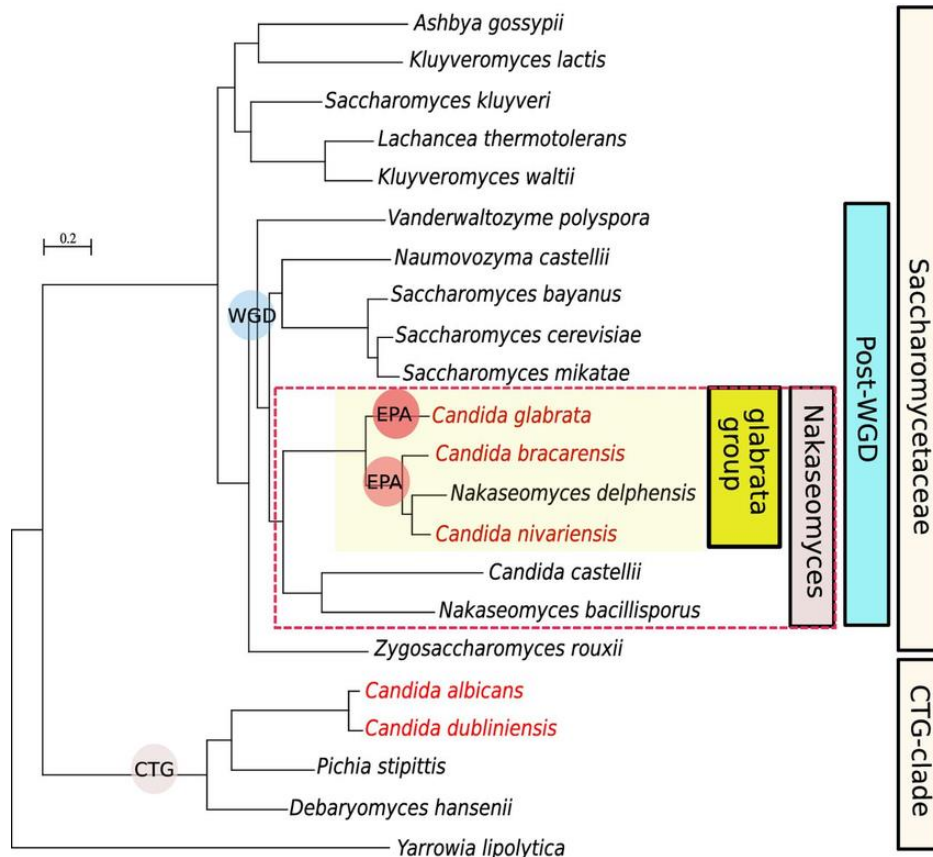 Ashbya gossypii
Kluyveromyces lactis
Saccharomyces kluyveri
Lachancea thermotolerans
Kluyveromyces waltii
Vanderwaltozyme polyspora
0.2
Naumovozyma castellii
Saccharomyces bayanus
WGD
Saccharomyces cerevisiae
Saccharomyces mikatae
EPA
Candida glabrata
Candida bracarensis
EPA
Nakaseomyces delphensis
Candida nivariensis
Candida castellii
Nakaseomyces bacillisporus
Zygosaccharomyces rouxii
Candida albicans
Candida dubliniensis
CTG
Pichia stipittis
Debaryomyces hansenii
Yarrowia lipolytica
glabrata
group
Nakaseomyces
Post-WGD
Saccharomycetaceae
CTG-clade